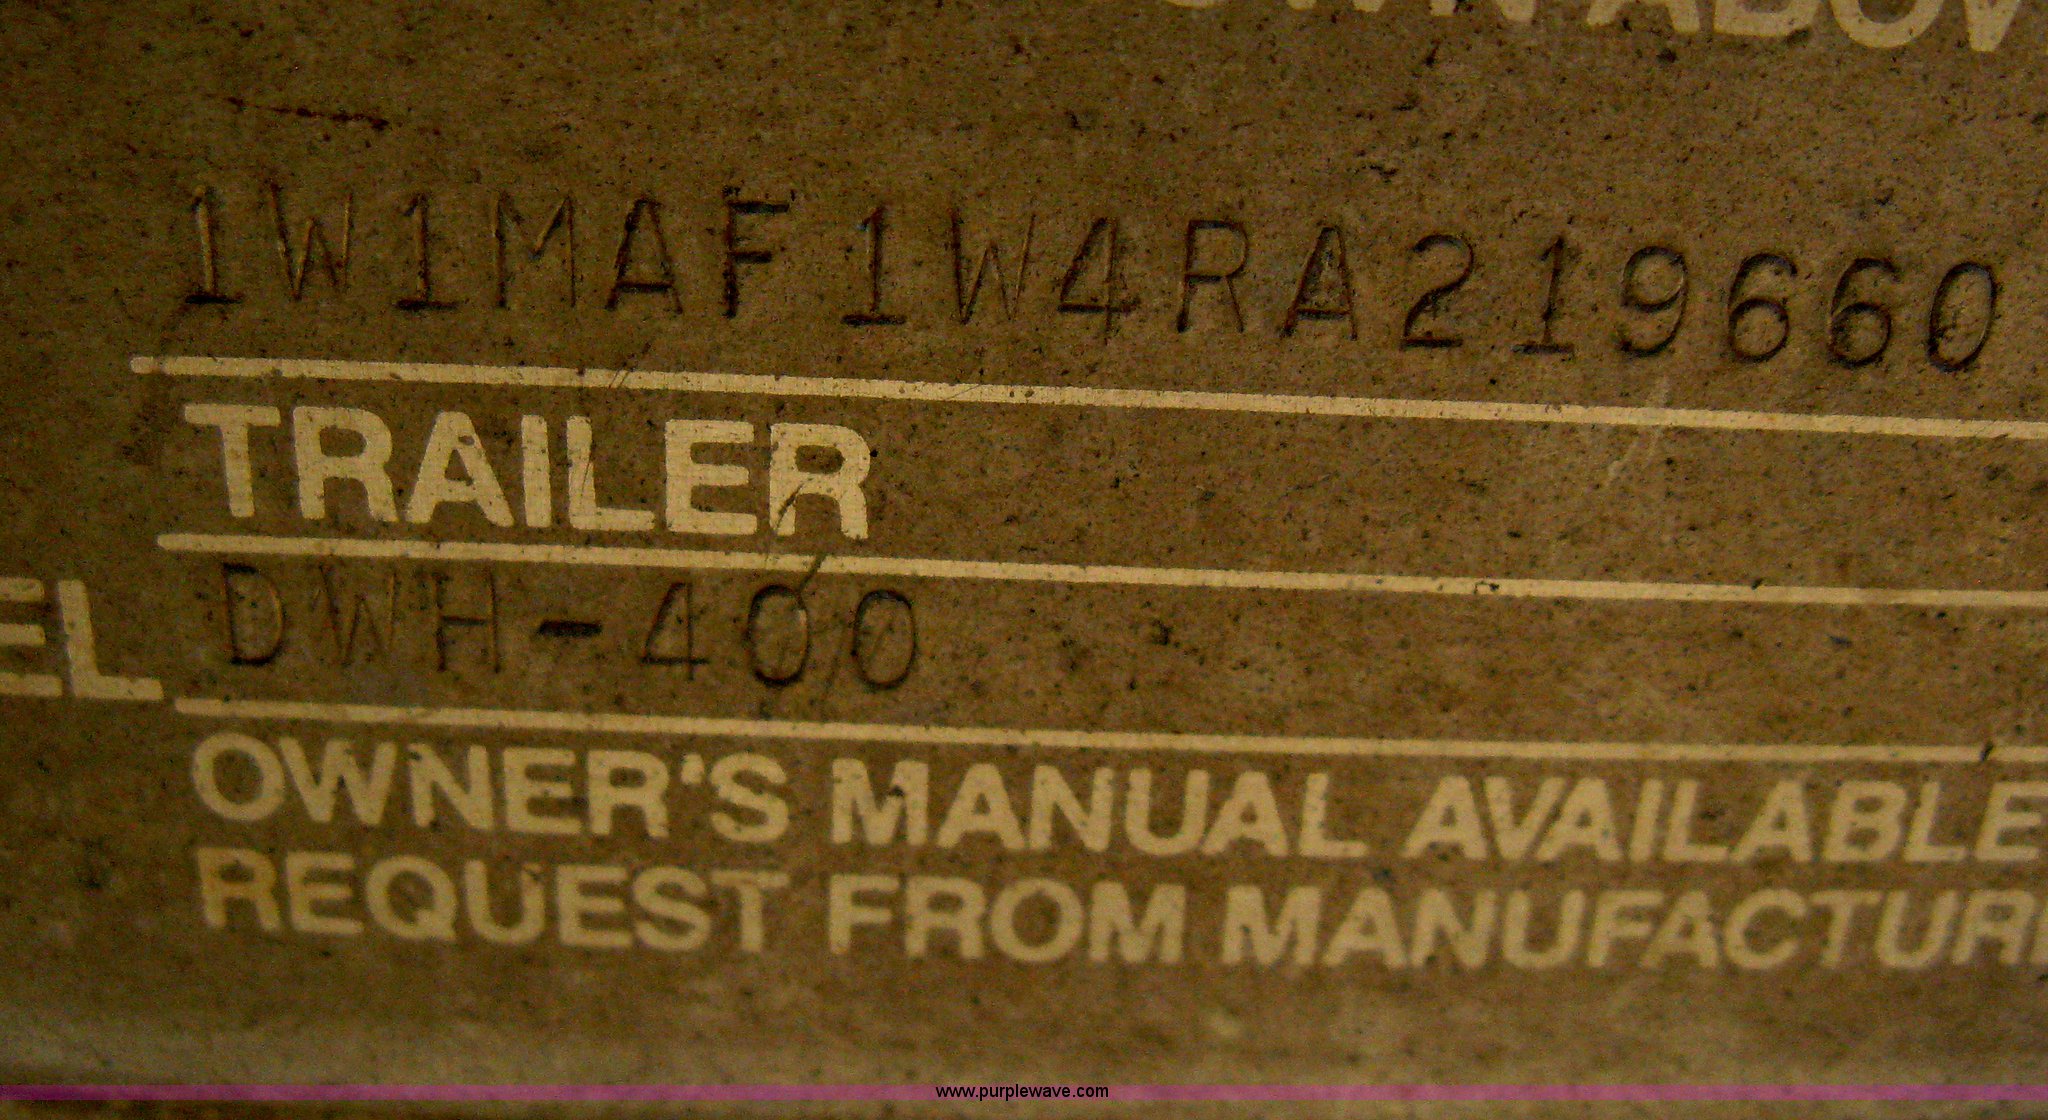 1W1MAF1W4RA219660
TRAILER
EL DWH-400
OWNER'S MANUAL AVAILABLE
REQUEST FROM MANUFACTUR
www.purplewave.com